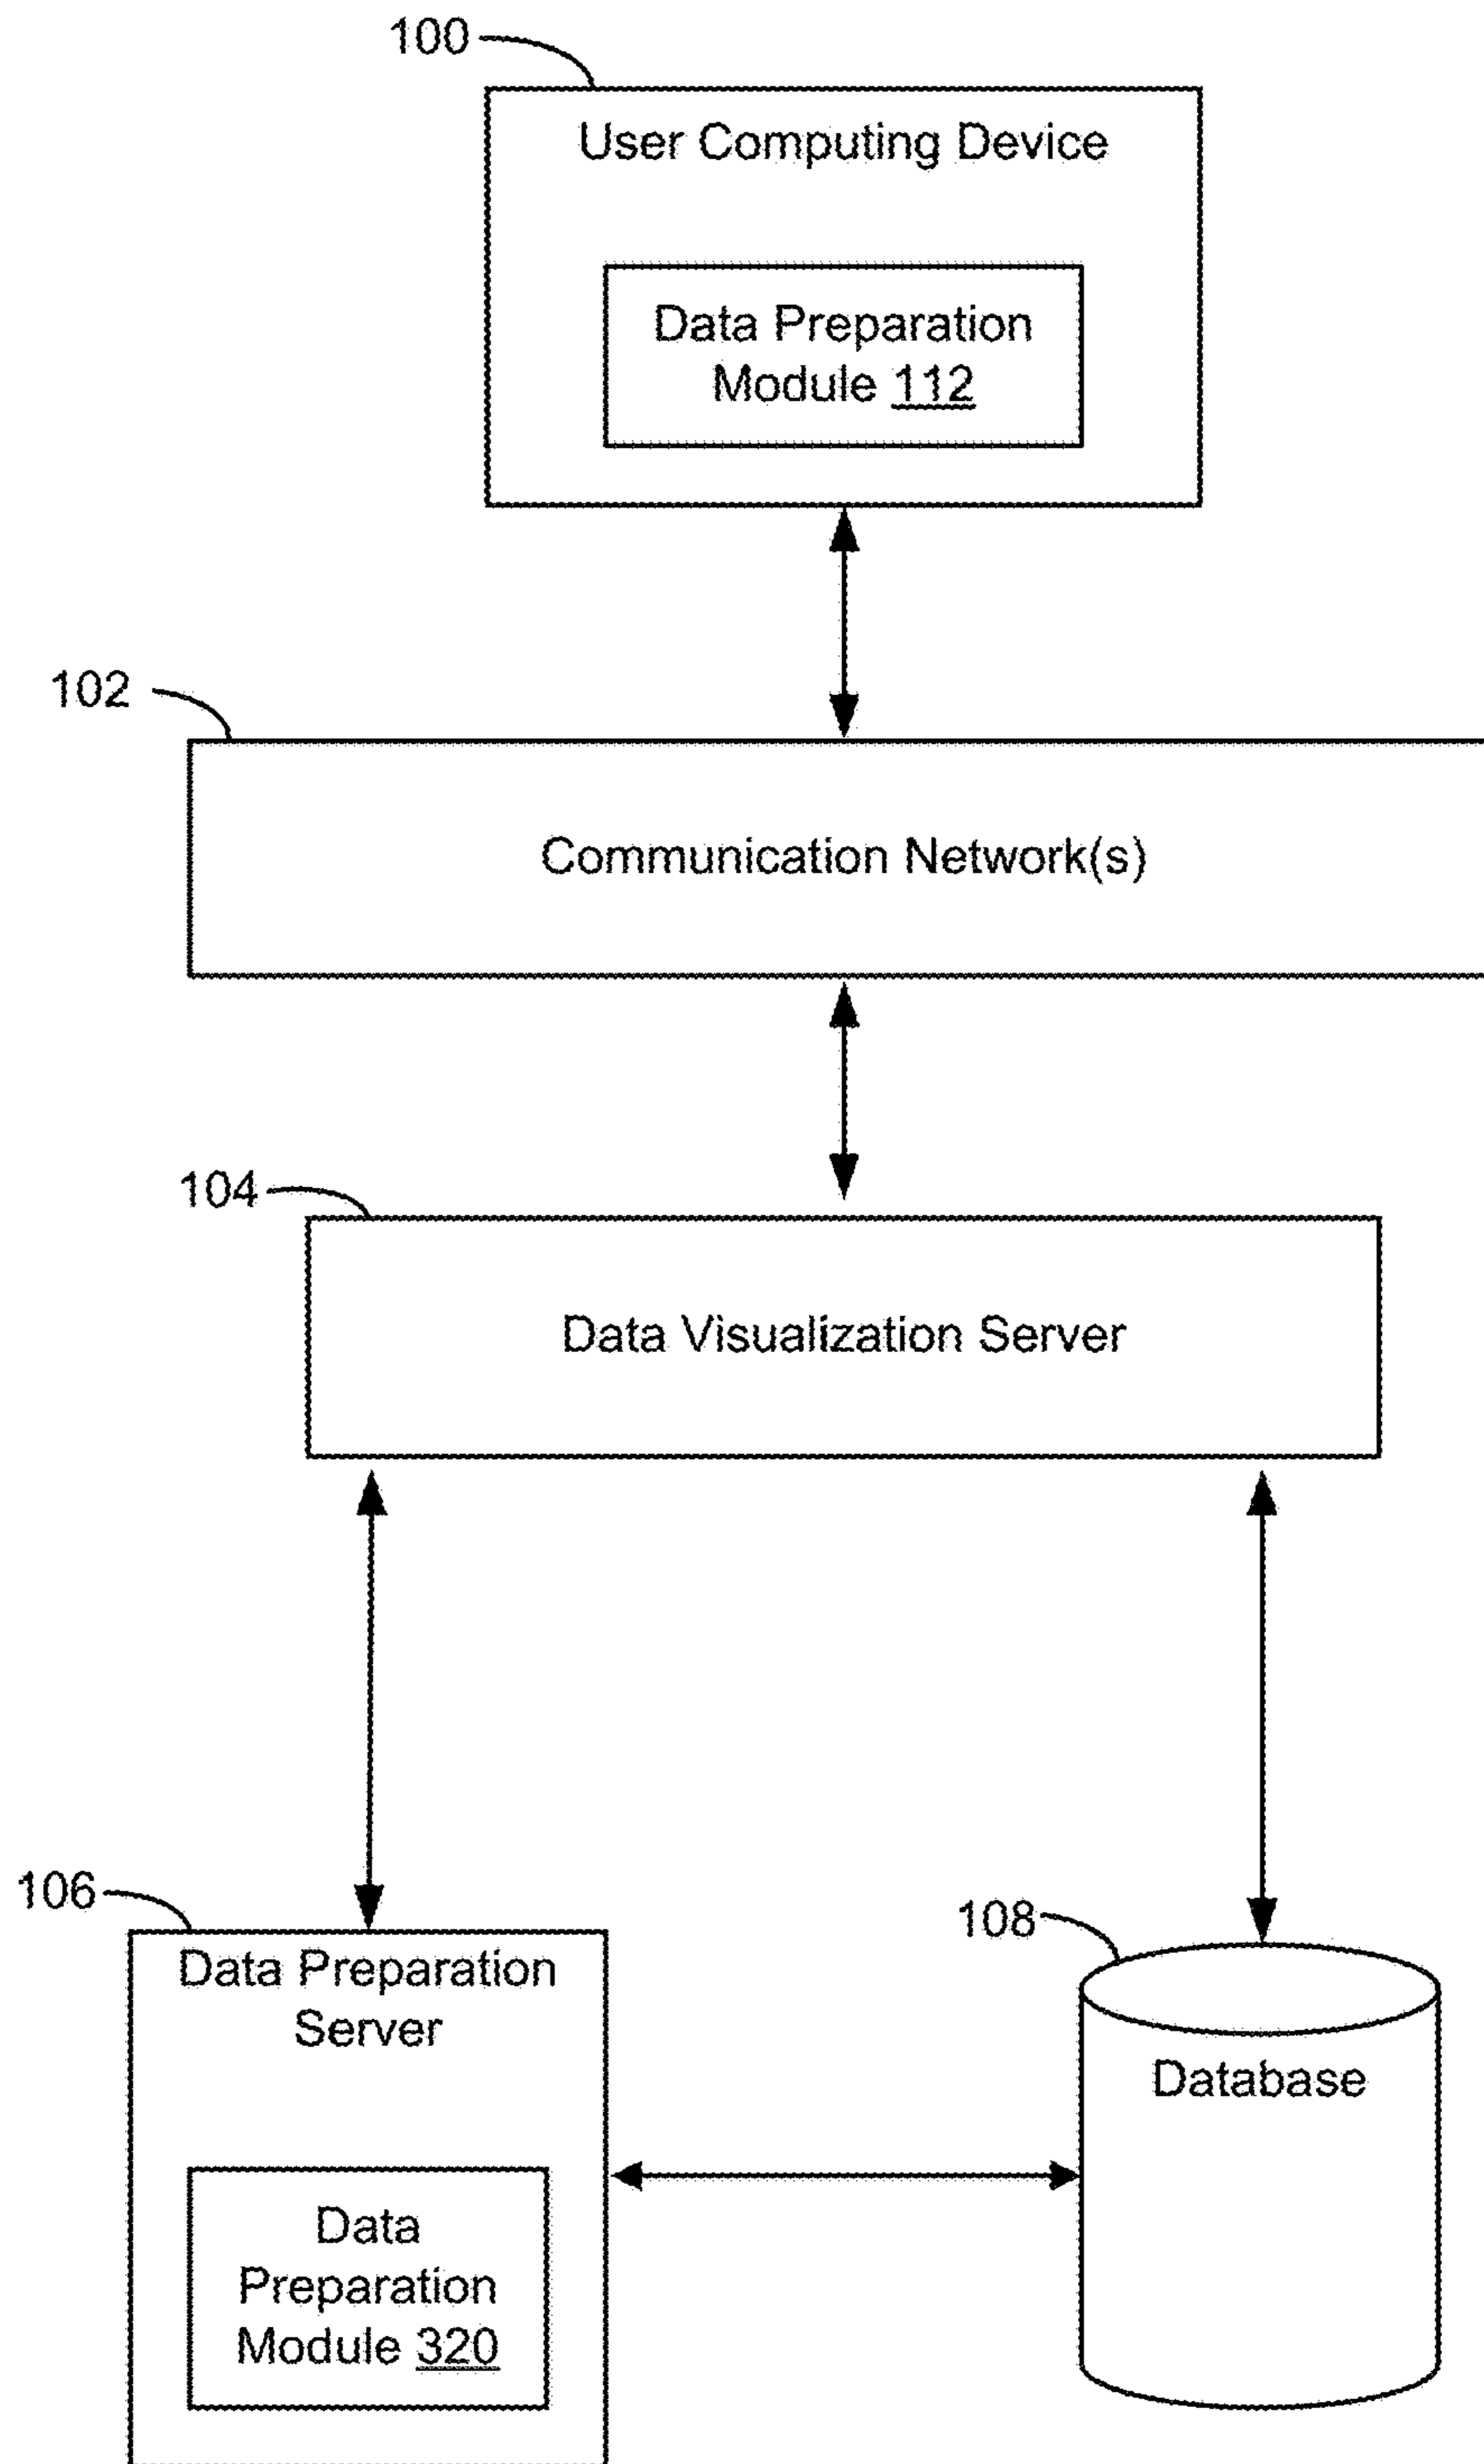 100
User Computing Device
Data Preparation
Module 112
102
Communication Network(s)
104
Data Visualization Server
106
Data Preparation
Server
Data
Preparation
Module 320
108
Database